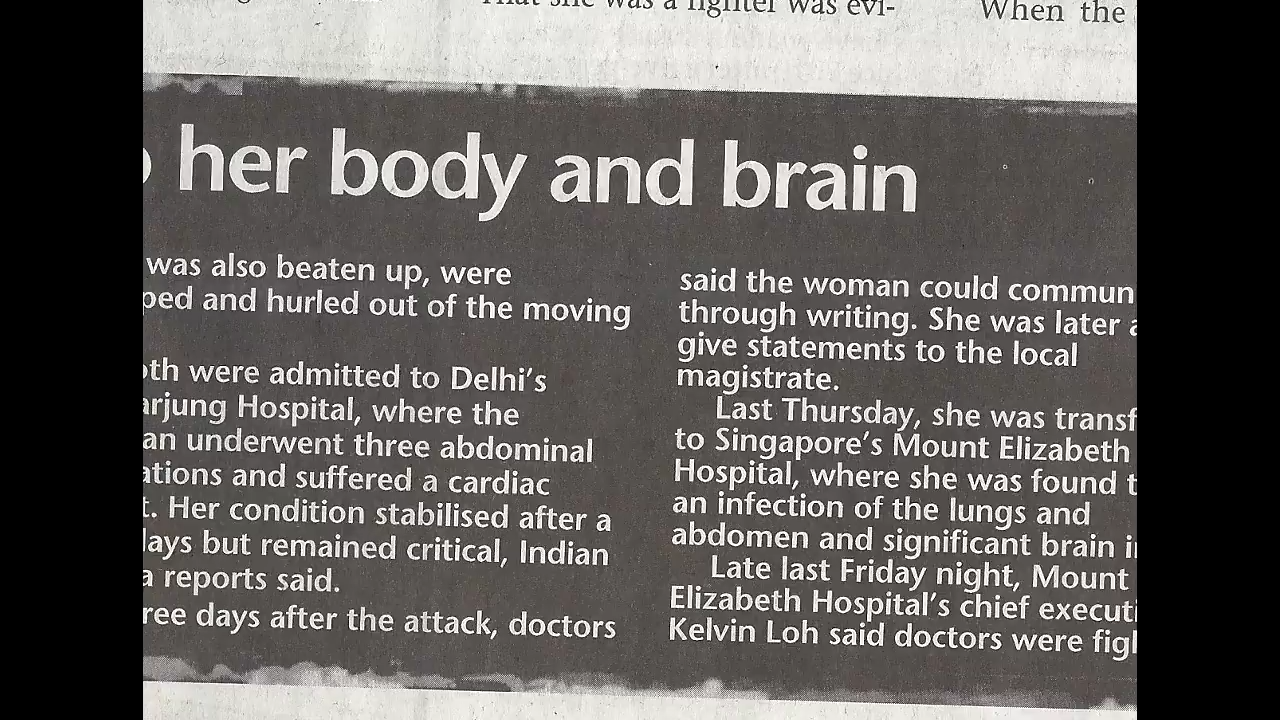 That she was a fighter was evi-
When the
her body and brain
was also beaten up, were
ped and hurled out of the moving
oth were admitted to Delhi's
arjung Hospital, where the
an underwent three abdominal
ations and suffered a cardiac
t. Her condition stabilised after a
days but remained critical, Indian
a reports said.
ree days after the attack, doctors
said the woman could commun
through writing. She was later a
give statements to the local
magistrate.
Last Thursday, she was transf
to Singapore's Mount Elizabeth
Hospital, where she was found t
an infection of the lungs and
abdomen and significant brain i
Late last Friday night, Mount
Elizabeth Hospital's chief executi
Kelvin Loh said doctors were figh